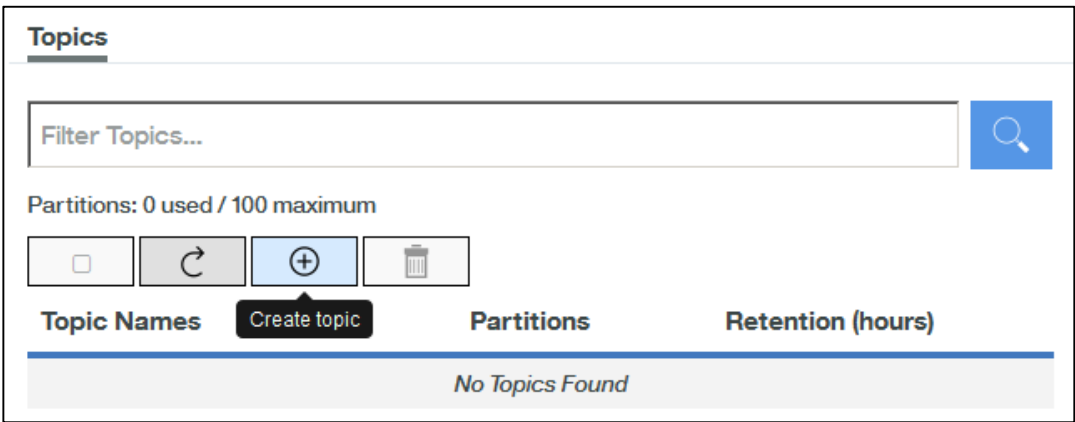 Topics
Filter Topics...
Partitions: 0 used / 100 maximum
Create topic
Topic Names Partitions Retention (hours)
No Topics Found